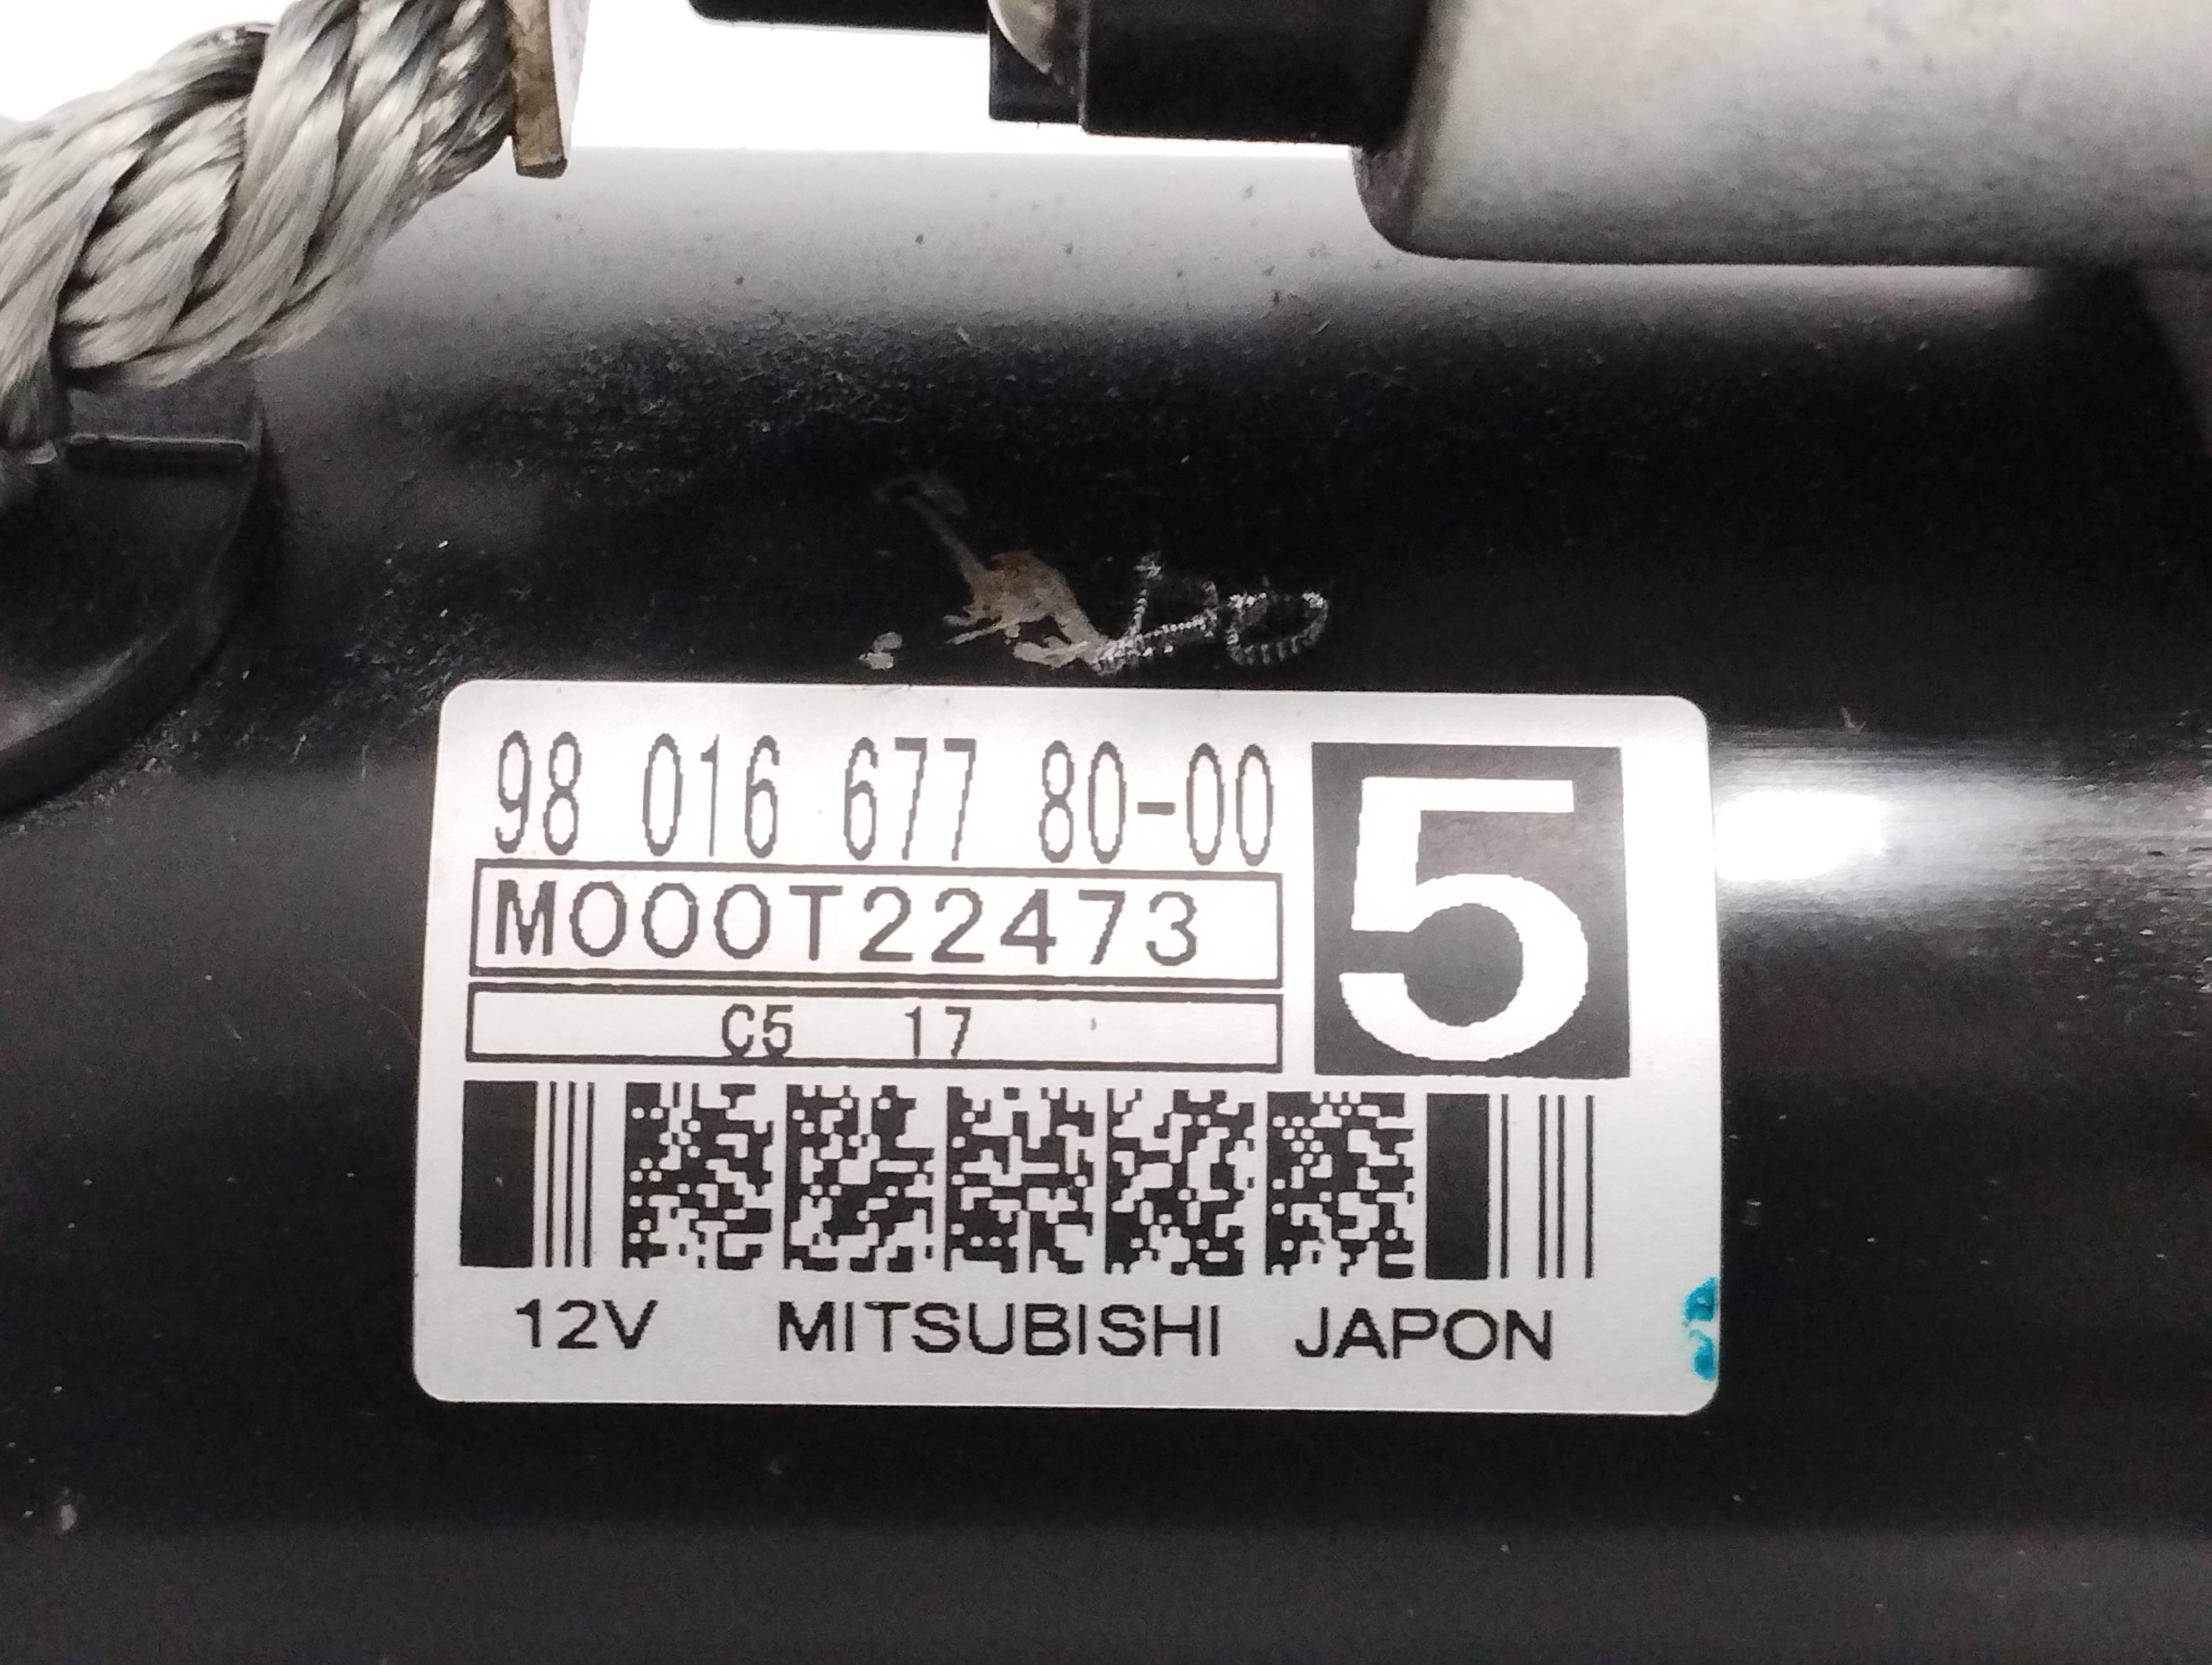 98 016 677 80-00
5
M000T22473
C5 17
12V MITSUBISHI JAPON